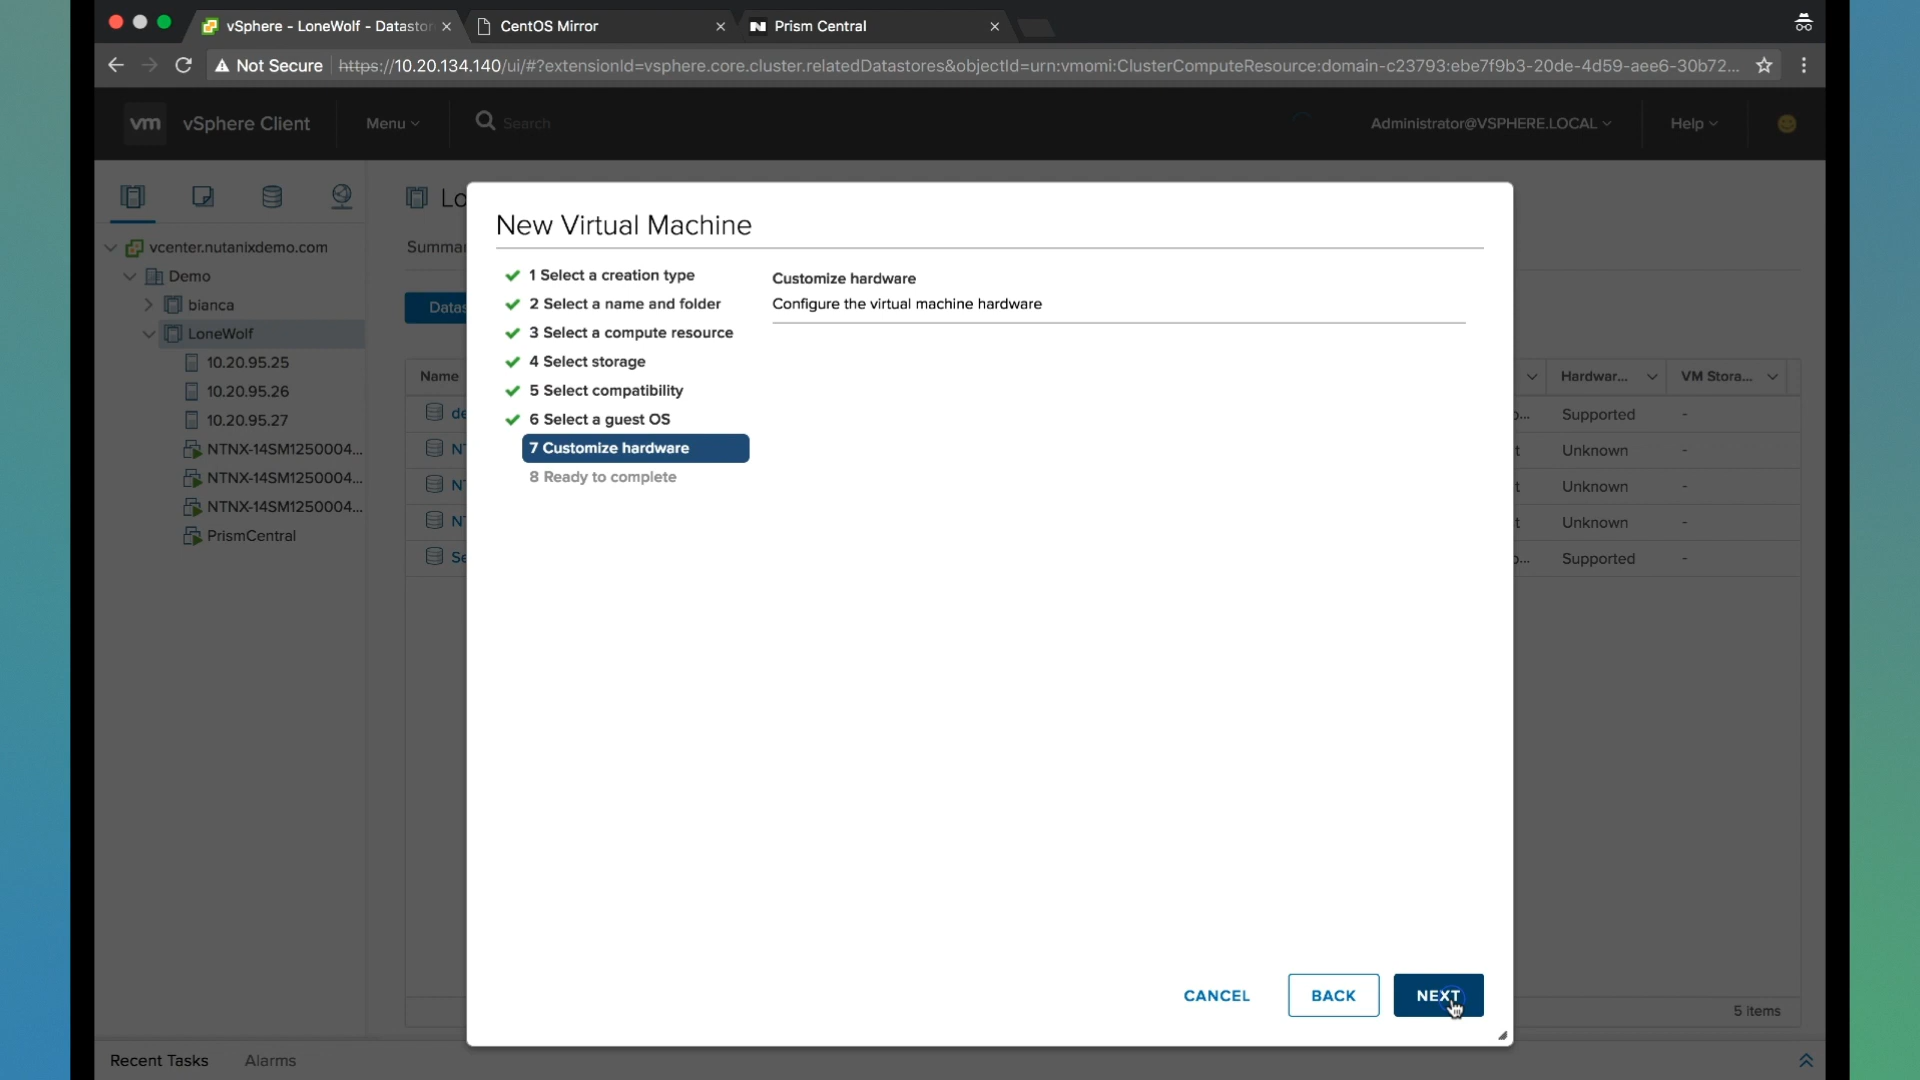 vSphere - LoneWolf - Datastor
CentOS Mirror
Prism Central
Not Secure
https://10.20.134.140/ui/#?extensionId=vsphere.core.cluster.relatedDatastores&objectId=urn:vmomi:ClusterComputeResource:domain-c23793:ebe7f9b3-20de-4d59-aee6-30b72...
vm
vSphere Client
Menu
Search
Administrator@VSPHERE.LOCAL
Help
vcenter.nutanixdemo.com
Demo
bianca
LoneWolf
10.20.95.25
10.20.95.26
10.20.95.27
NTNX-14SM1250004...
NTNX-14SM1250004...
NTNX-14SM1250004...
PrismCentral
Lo
Summar
Datas
Name
de
N
N
N
Se
New Virtual Machine
1 Select a creation type
2 Select a name and folder
3 Select a compute resource
4 Select storage
5 Select compatibility
6 Select a guest OS
7 Customize hardware
8 Ready to complete
Customize hardware
Configure the virtual machine hardware
CANCEL
BACK
NEXT
Hardwar...
VM Stora...
Supported -
t Unknown -
t Unknown -
t Unknown -
Supported -
5 items
Recent Tasks
Alarms